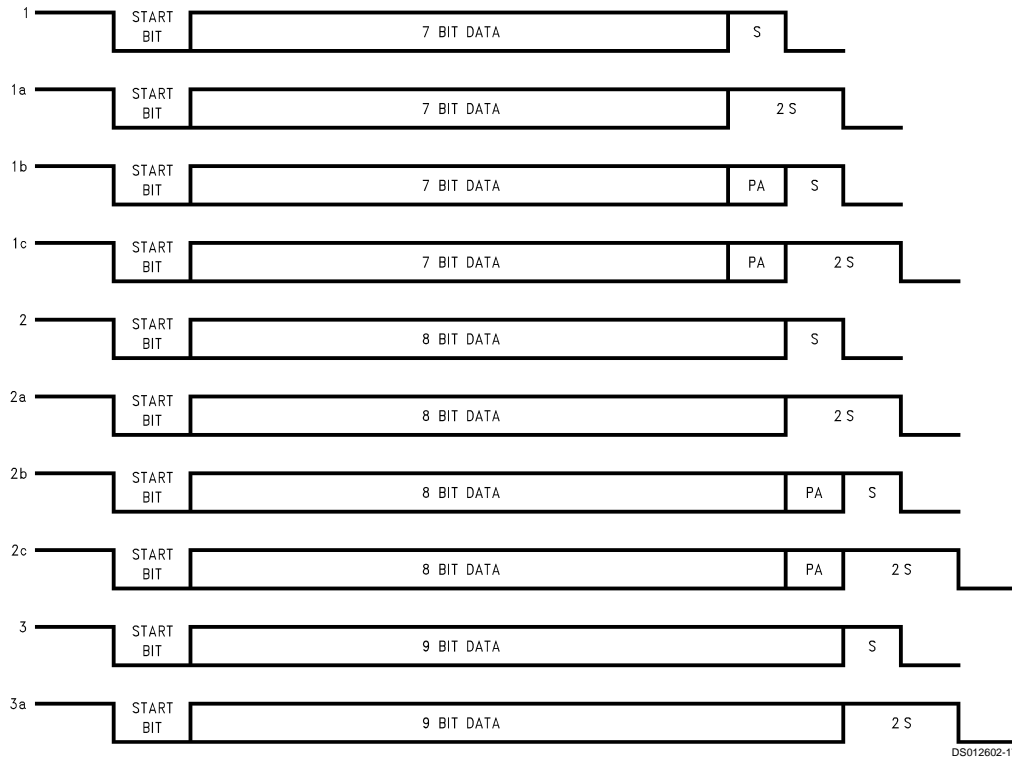 1 START BIT 7 BIT DATA S
1a START BIT 7 BIT DATA 2 S
1b START BIT 7 BIT DATA PA S
1c START BIT 7 BIT DATA PA 2 S
2 START BIT 8 BIT DATA S
2a START BIT 8 BIT DATA 2 S
2b START BIT 8 BIT DATA PA S
2c START BIT 8 BIT DATA PA 2 S
3 START BIT 9 BIT DATA S
3a START BIT 9 BIT DATA 2 S